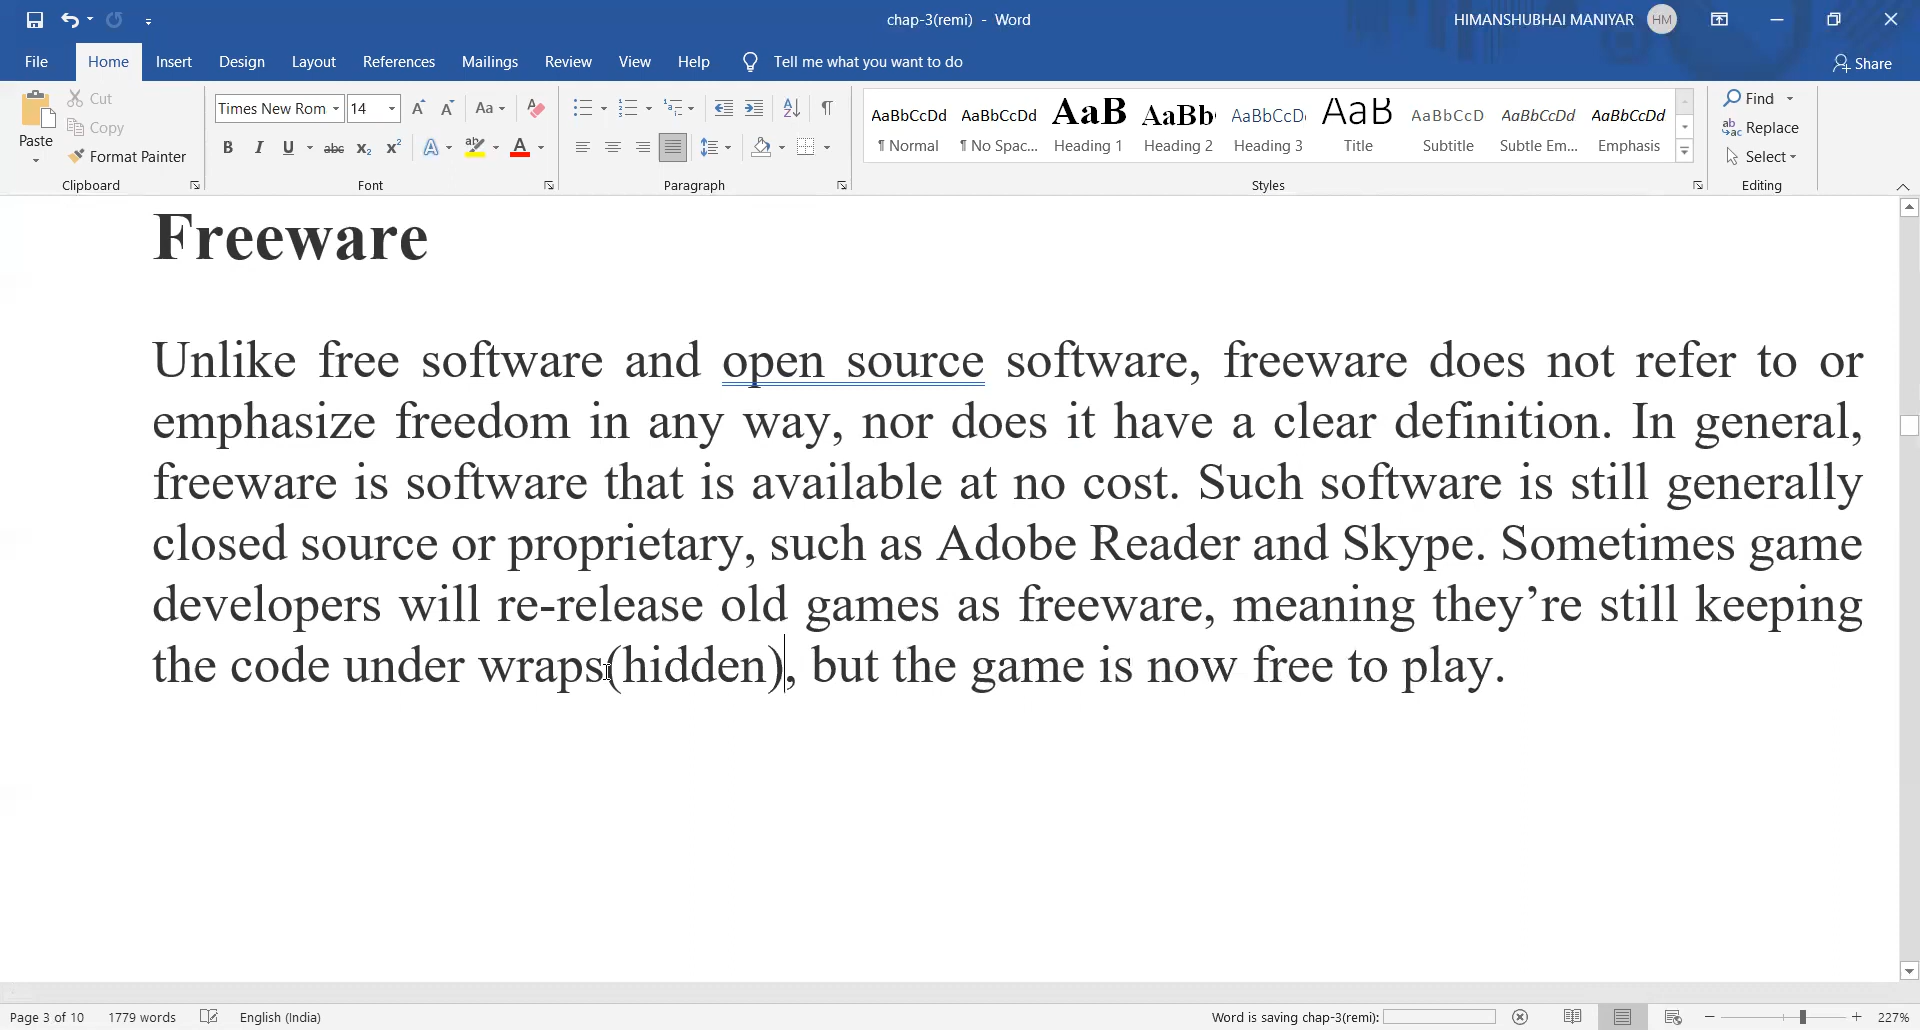 chap-3(remi) - Word
HIMANSHUBHAI MANIYAR HM
File Home Insert Design Layout References Mailings Review View Help Tell me what you want to do Share
Paste
Cut
Copy
Format Painter
Clipboard
Times New Rom 14
Aa
B I U abc x₂ x² A ab A
Font
Paragraph
AaBbCcDd AaBbCcDd AaB AaBb AaBbCcD AaB AaBbCcD AaBbCcDd AaBbCcDd
¶ Normal ¶ No Spac... Heading 1 Heading 2 Heading 3 Title Subtitle Subtle Em... Emphasis
Styles
Find
Replace
Select
Editing
Freeware
Unlike free software and open source software, freeware does not refer to or
emphasize freedom in any way, nor does it have a clear definition. In general,
freeware is software that is available at no cost. Such software is still generally
closed source or proprietary, such as Adobe Reader and Skype. Sometimes game
developers will re-release old games as freeware, meaning they’re still keeping
the code under wraps(hidden), but the game is now free to play.
Page 3 of 10 1779 words English (India) Word is saving chap-3(remi): 227%